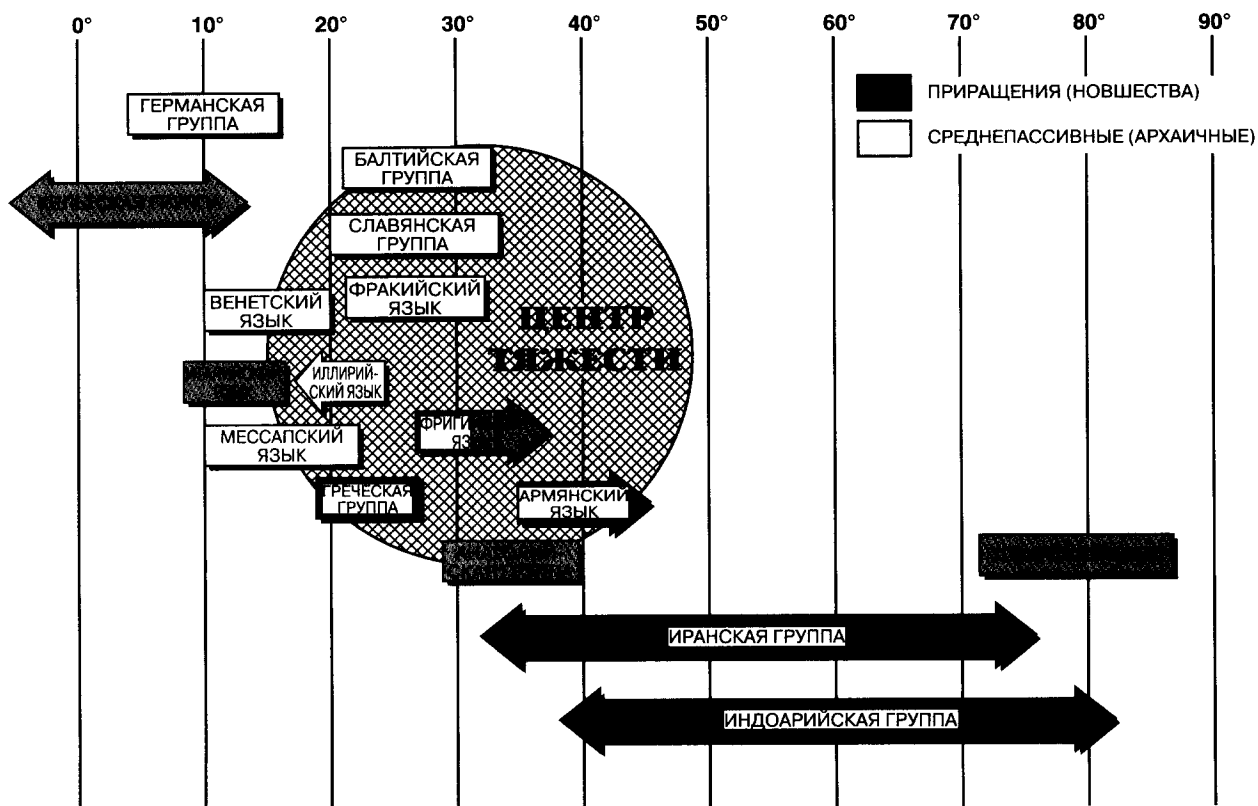 0° 10° 20° 30° 40° 50° 60° 70° 80° 90°
ПРИРАЩЕНИЯ (НОВШЕСТВА)
СРЕДНЕПАССИВНЫЕ (АРХАИЧНЫЕ)
ГЕРМАНСКАЯ
ГРУППА
БАЛТИЙСКАЯ
ГРУППА
СЛАВЯНСКАЯ
ГРУППА
ВЕНЕТСКИЙ
ЯЗЫК
ФРАКИЙСКИЙ
ЯЗЫК
ЦЕНТР
ТЯЖЕСТИ
ИЛЛИРИЙ-
СКИЙ ЯЗЫК
МЕССАПСКИЙ
ЯЗЫК
ГРЕЧЕСКАЯ
ГРУППА
АРМЯНСКИЙ
ЯЗЫК
ИРАНСКАЯ ГРУППА
ИНДОАРИЙСКАЯ ГРУППА